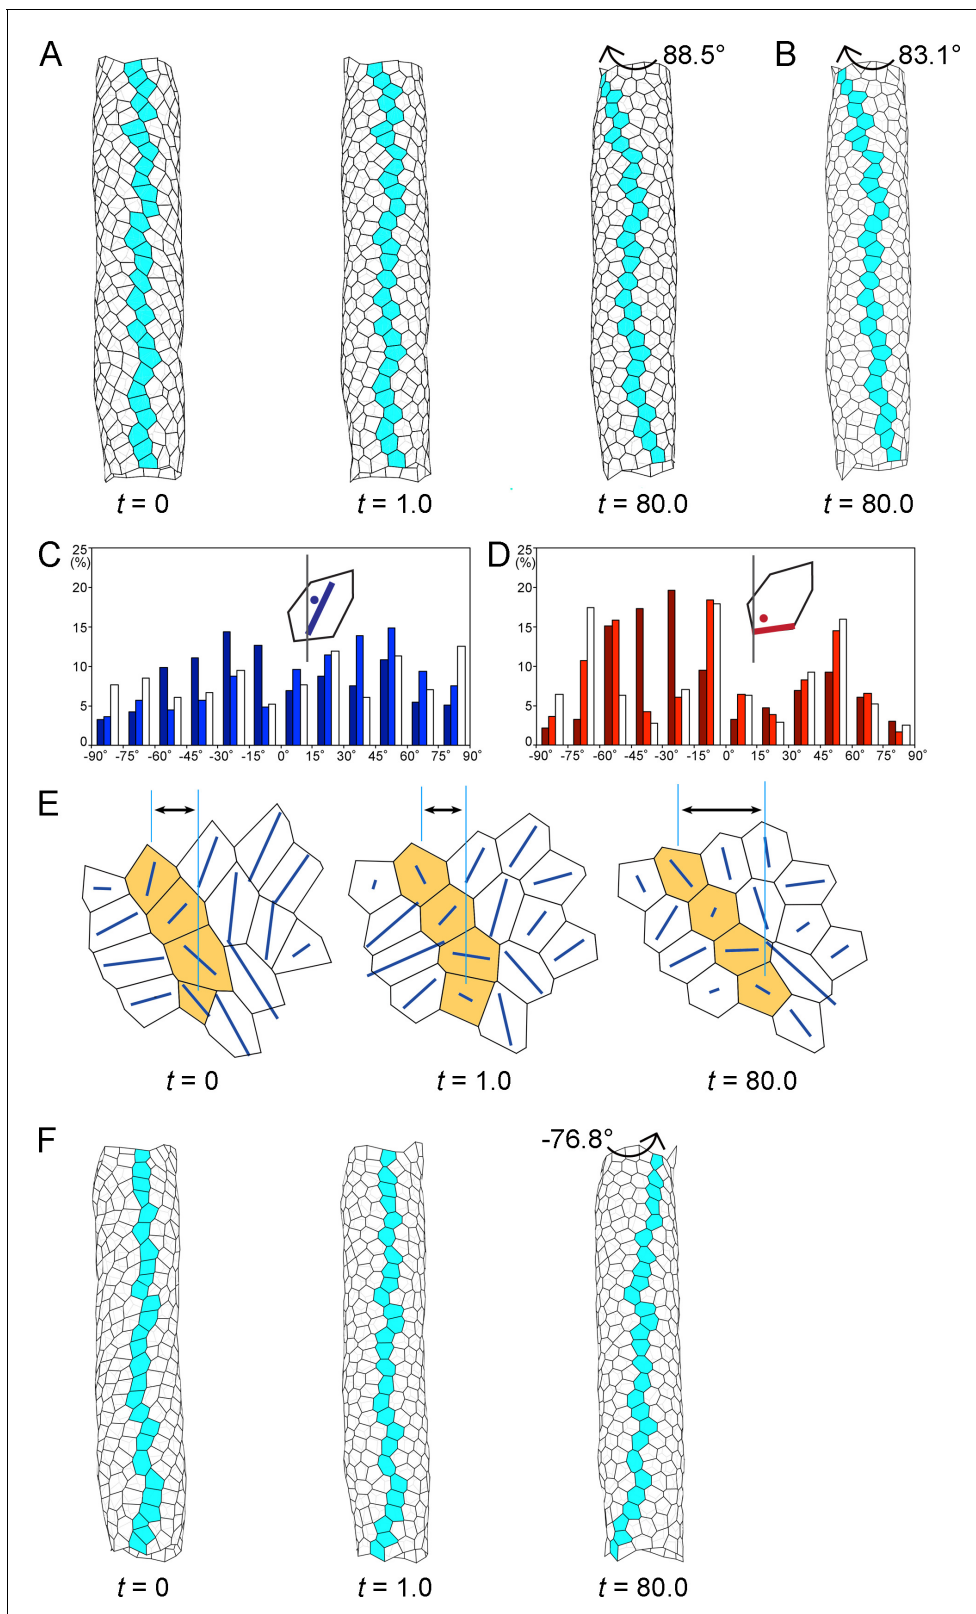 A
88.5°
B
83.1°
t = 0
t = 1.0
t = 80.0
t = 80.0
C
25
(%)
20
15
10
5
0
-90° -75° -60° -45° -30° -15° 0° 15° 30° 45° 60° 75° 90°
D
25
(%)
20
15
10
5
0
-90° -75° -60° -45° -30° -15° 0° 15° 30° 45° 60° 75° 90°
E
t = 0
t = 1.0
t = 80.0
F
-76.8°
t = 0
t = 1.0
t = 80.0